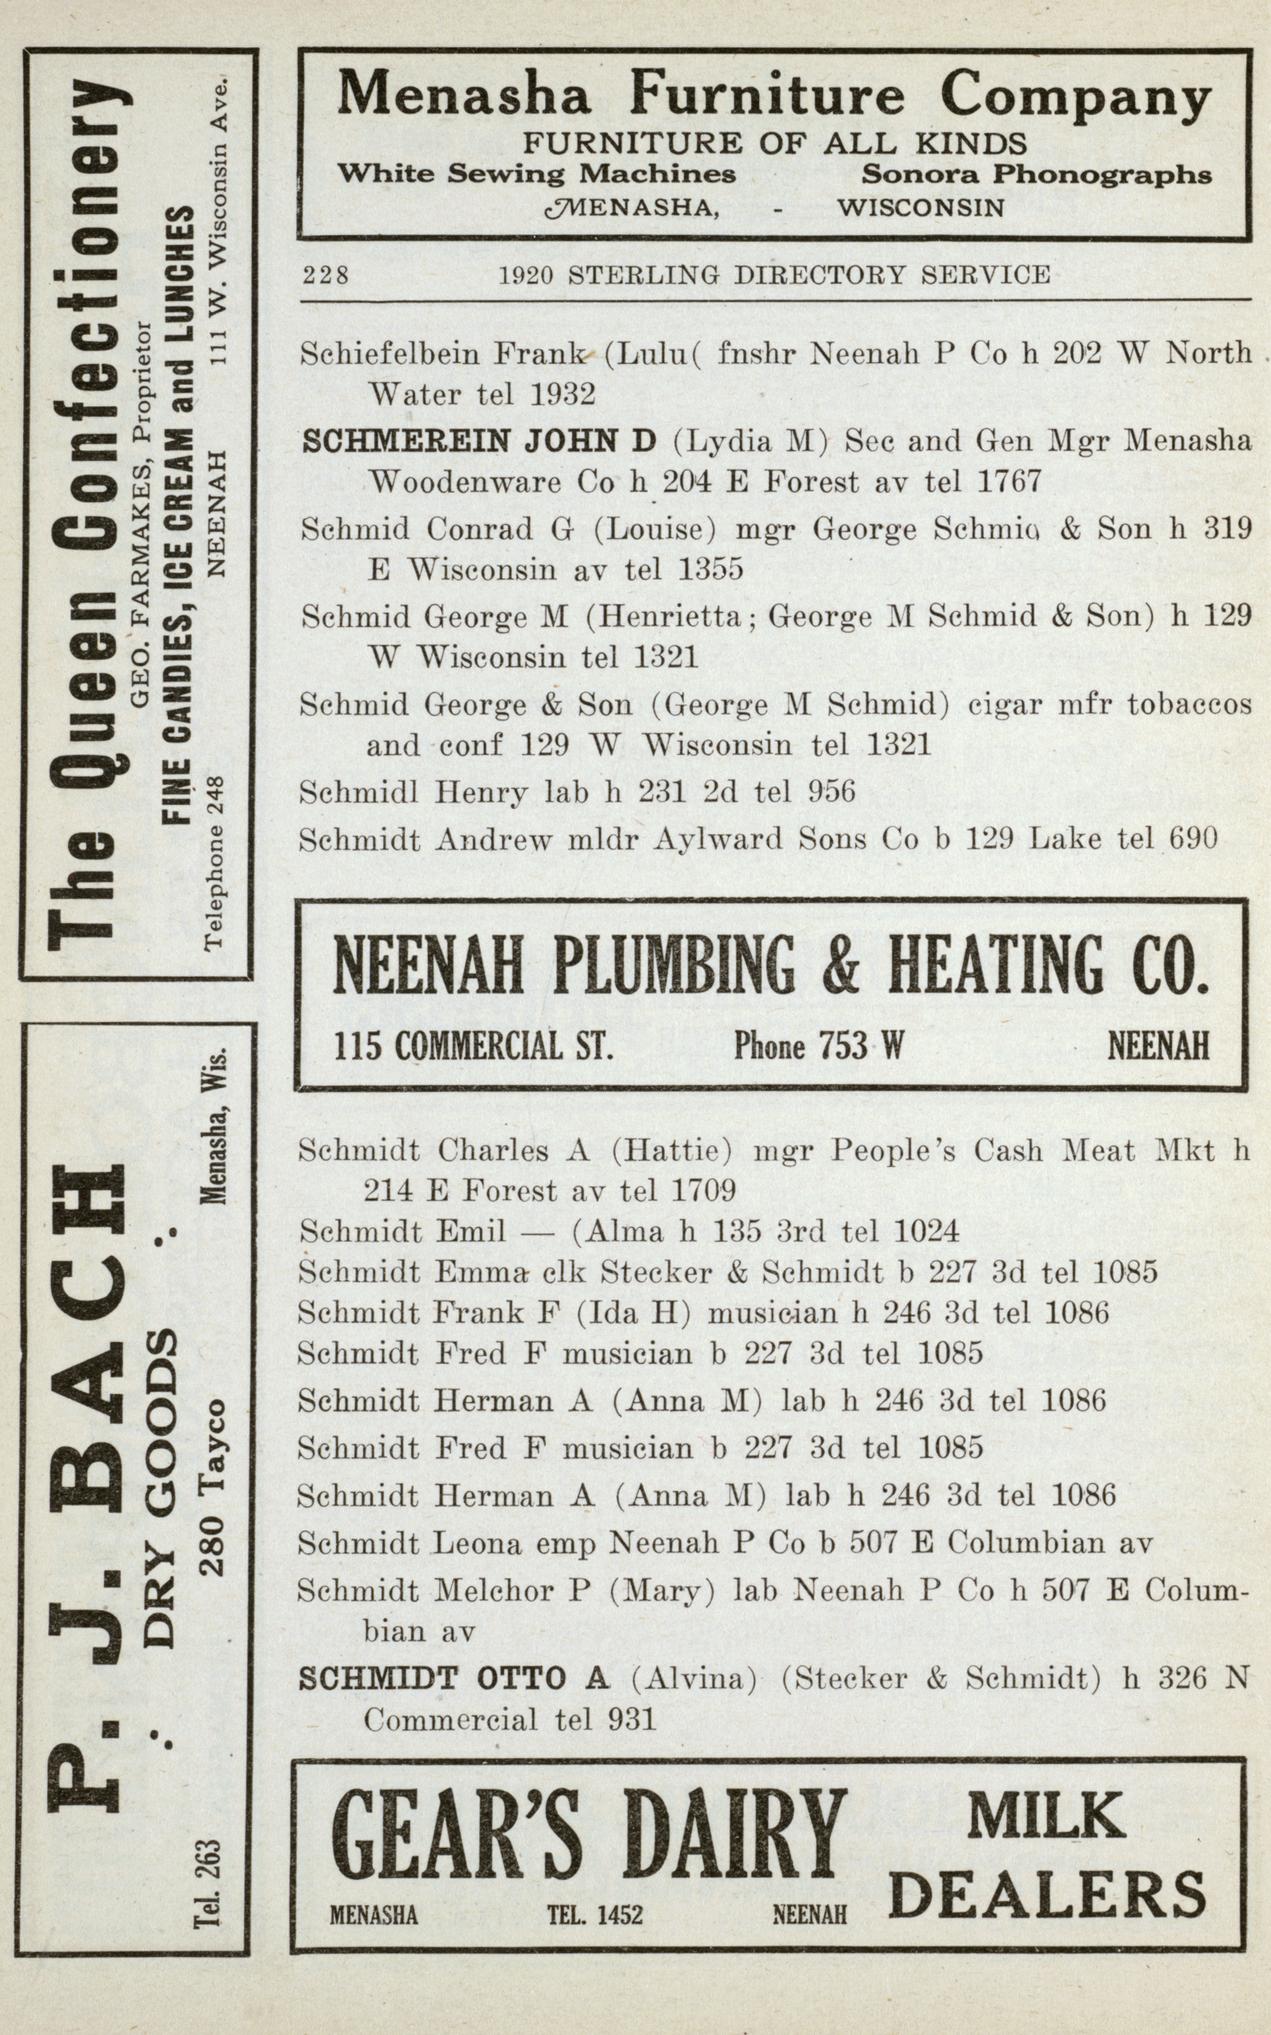 Menasha Furniture Company
FURNITURE OF ALL KINDS
White Sewing Machines Sonora Phonographs
MENASHA, - WISCONSIN
228 1920 STERLING DIRECTORY SERVICE
Schiefelbein Frank (Lulu( fnshr Neenah P Co h 202 W North
Water tel 1932
SCHMEREIN JOHN D (Lydia M) Sec and Gen Mgr Menasha
Woodenware Co h 204 E Forest av tel 1767
Schmid Conrad G (Louise) mgr George Schmid & Son h 319
E Wisconsin av tel 1355
Schmid George M (Henrietta; George M Schmid & Son) h 129
W Wisconsin tel 1321
Schmid George & Son (George M Schmid) cigar mfr tobaccos
and conf 129 W Wisconsin tel 1321
Schmidl Henry lab h 231 2d tel 956
Schmidt Andrew mldr Aylward Sons Co b 129 Lake tel 690
NEENAH PLUMBING & HEATING CO.
115 COMMERCIAL ST. Phone 753 W NEENAH
Schmidt Charles A (Hattie) mgr People's Cash Meat Mkt h
214 E Forest av tel 1709
Schmidt Emil — (Alma h 135 3rd tel 1024
Schmidt Emma clk Stecker & Schmidt b 227 3d tel 1085
Schmidt Frank F (Ida H) musician h 246 3d tel 1086
Schmidt Fred F musician b 227 3d tel 1085
Schmidt Herman A (Anna M) lab h 246 3d tel 1086
Schmidt Fred F musician b 227 3d tel 1085
Schmidt Herman A (Anna M) lab h 246 3d tel 1086
Schmidt Leona emp Neenah P Co b 507 E Columbian av
Schmidt Melchor P (Mary) lab Neenah P Co h 507 E Colum-
bian av
SCHMIDT OTTO A (Alvina) (Stecker & Schmidt) h 326 N
Commercial tel 931
GEAR'S DAIRY MILK
DEALERS
MENASHA TEL. 1452 NEENAH
The Queen Confectionery
GEO. FARMAKES, Proprietor
FINE CANDIES, ICE CREAM and LUNCHES
Telephone 248 NEENAH 111 W. Wisconsin Ave.
P. J. BACH
DRY GOODS
Tel. 263 280 Tayco Menasha, Wis.